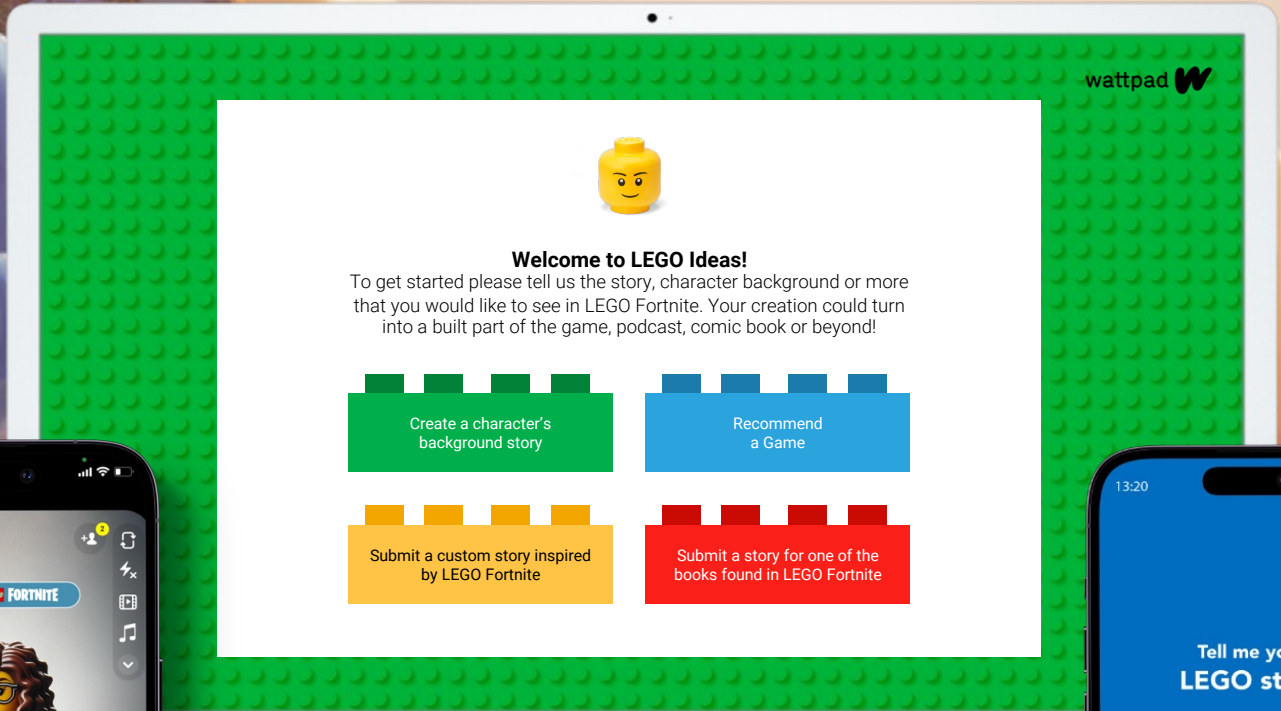 wattpad
Welcome to LEGO Ideas!
To get started please tell us the story, character background or more
that you would like to see in LEGO Fortnite. Your creation could turn
into a built part of the game, podcast, comic book or beyond!
Create a character's
background story
Recommend
a Game
Submit a custom story inspired
by LEGO Fortnite
Submit a story for one of the
books found in LEGO Fortnite
2
FORTNITE
13:20
Tell me
LEGO